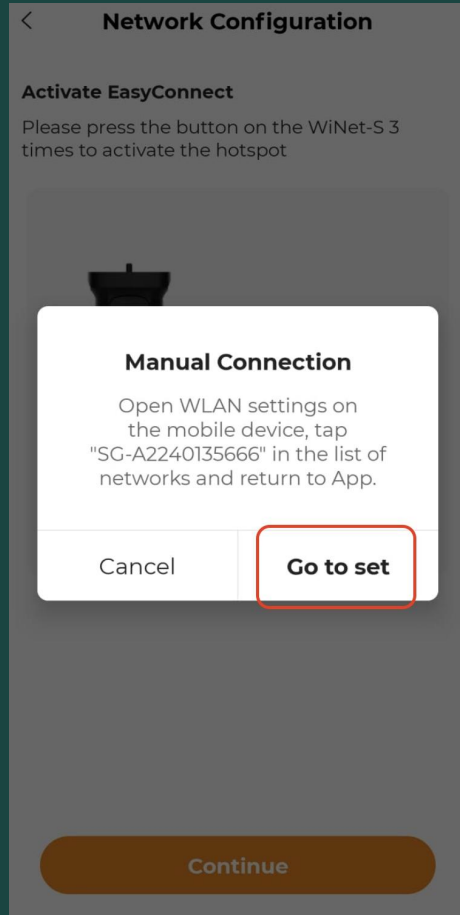 Network Configuration
Activate EasyConnect
Please press the button on the WiNet-S 3
times to activate the hotspot
Manual Connection
Open WLAN settings on
the mobile device, tap
"SG-A2240135666" in the list of
networks and return to App.
Cancel
Go to set
Continue